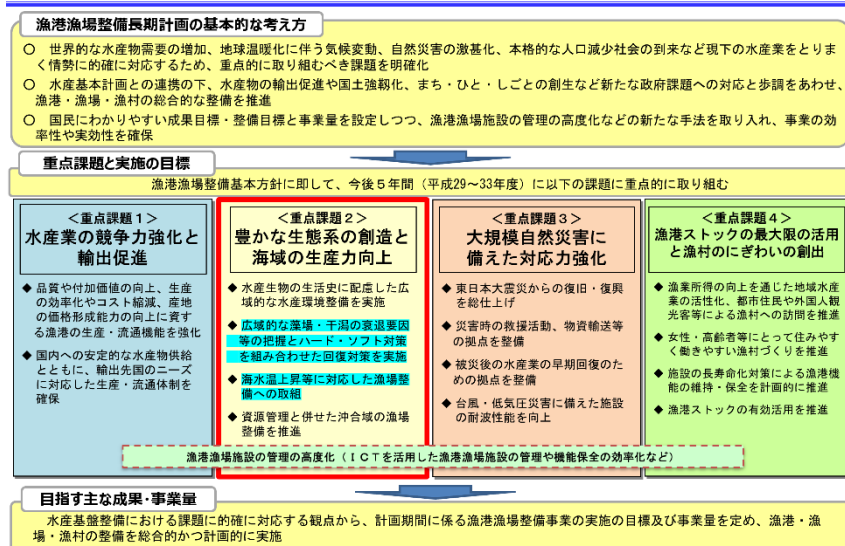 漁港漁場整備長期計画の基本的な考え方
○　世界的な水産物需要の増加、地球温暖化に伴う気候変動、自然災害の激甚化、本格的な人口減少社会の到来など現下の水産業をとりま
く情勢に的確に対応するため、重点的に取り組むべき課題を明確化
○　水産基本計画との連携の下、水産物の輸出促進や国土強靱化、まち・ひと・しごとの創生など新たな政府課題への対応と歩調をあわせ、
漁港・漁場・漁村の総合的な整備を推進
○　国民にわかりやすい成果目標・整備目標と事業量を設定しつつ、漁港漁場施設の管理の高度化などの新たな手法を取り入れ、事業の効
率性や実効性を確保
重点課題と実施の目標
漁港漁場整備基本方針に即して、今後５年間（平成29～33年度）に以下の課題に重点的に取り組む
＜重点課題１＞
水産業の競争力強化と
輸出促進
◆ 品質や付加価値の向上、生産
の効率化やコスト縮減、産地
の価格形成能力の向上に資す
る漁港の生産・流通機能を強化
◆ 国内への安定的な水産物供給
とともに、輸出先国のニーズ
に対応した生産・流通体制を
確保
＜重点課題２＞
豊かな生態系の創造と
海域の生産力向上
◆ 水産生物の生活史に配慮した広
域的な水産環境整備を実施
◆ 広域的な藻場・干潟の衰退要因
等の把握とハード・ソフト対策
を組み合わせた回復対策を実施
◆ 海水温上昇等に対応した漁場整
備への取組
◆ 資源管理と併せた沖合域の漁場
整備を推進
＜重点課題３＞
大規模自然災害に
備えた対応力強化
◆ 東日本大震災からの復旧・復興
を総仕上げ
◆ 災害時の救援活動、物資輸送等
の拠点を整備
◆ 被災後の水産業の早期回復のた
めの拠点を整備
◆ 台風・低気圧災害に備えた施設
の耐波性能を向上
＜重点課題４＞
漁港ストックの最大限の活用
と漁村のにぎわいの創出
◆ 漁業所得の向上を通じた地域水産
業の活性化、都市住民や外国人観
光客等による漁村への訪問を推進
◆ 女性・高齢者等にとって住みやす
く働きやすい漁村づくりを推進
◆ 施設の長寿命化対策による漁港機
能の維持・保全を計画的に推進
◆ 漁港ストックの有効活用を推進
漁港漁場施設の管理の高度化（ＩＣＴを活用した漁港漁場施設の管理や機能保全の効率化など）
目指す主な成果・事業量
水産基盤整備における課題に的確に対応する観点から、計画期間に係る漁港漁場整備事業の実施の目標及び事業量を定め、漁港・漁
場・漁村の整備を総合的かつ計画的に実施